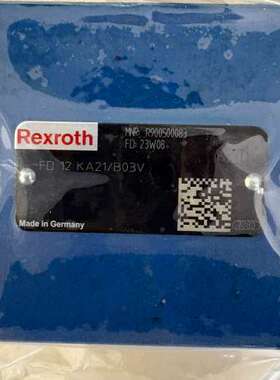 Rexroth
MNR: R900500083
FD: 23W08
FD 12 KA21/B03V
Made in Germany